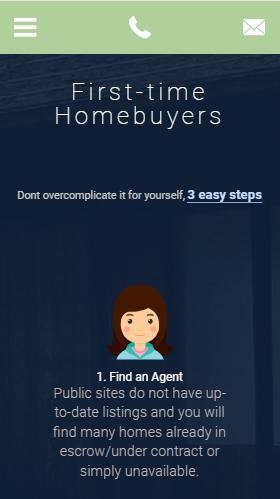 First-time
Homebuyers
Dont overcomplicate it for yourself, 3 easy steps
1. Find an Agent
Public sites do not have up-
to-date listings and you will
find many homes already in
escrow/under contract or
simply unavailable.